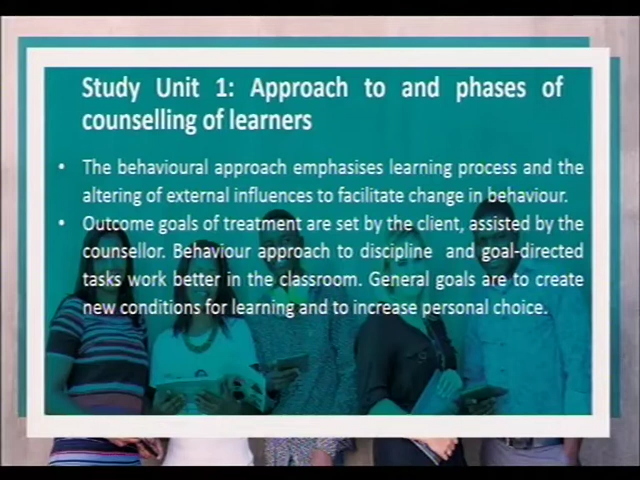 Study Unit 1: Approach to and phases of
counselling of learners
• The behavioural approach emphasises learning process and the
altering of external influences to facilitate change in behaviour.
• Outcome goals of treatment are set by the client, assisted by the
counsellor. Behaviour approach to discipline and goal-directed
tasks work better in the classroom. General goals are to create
new conditions for learning and to increase personal choice.